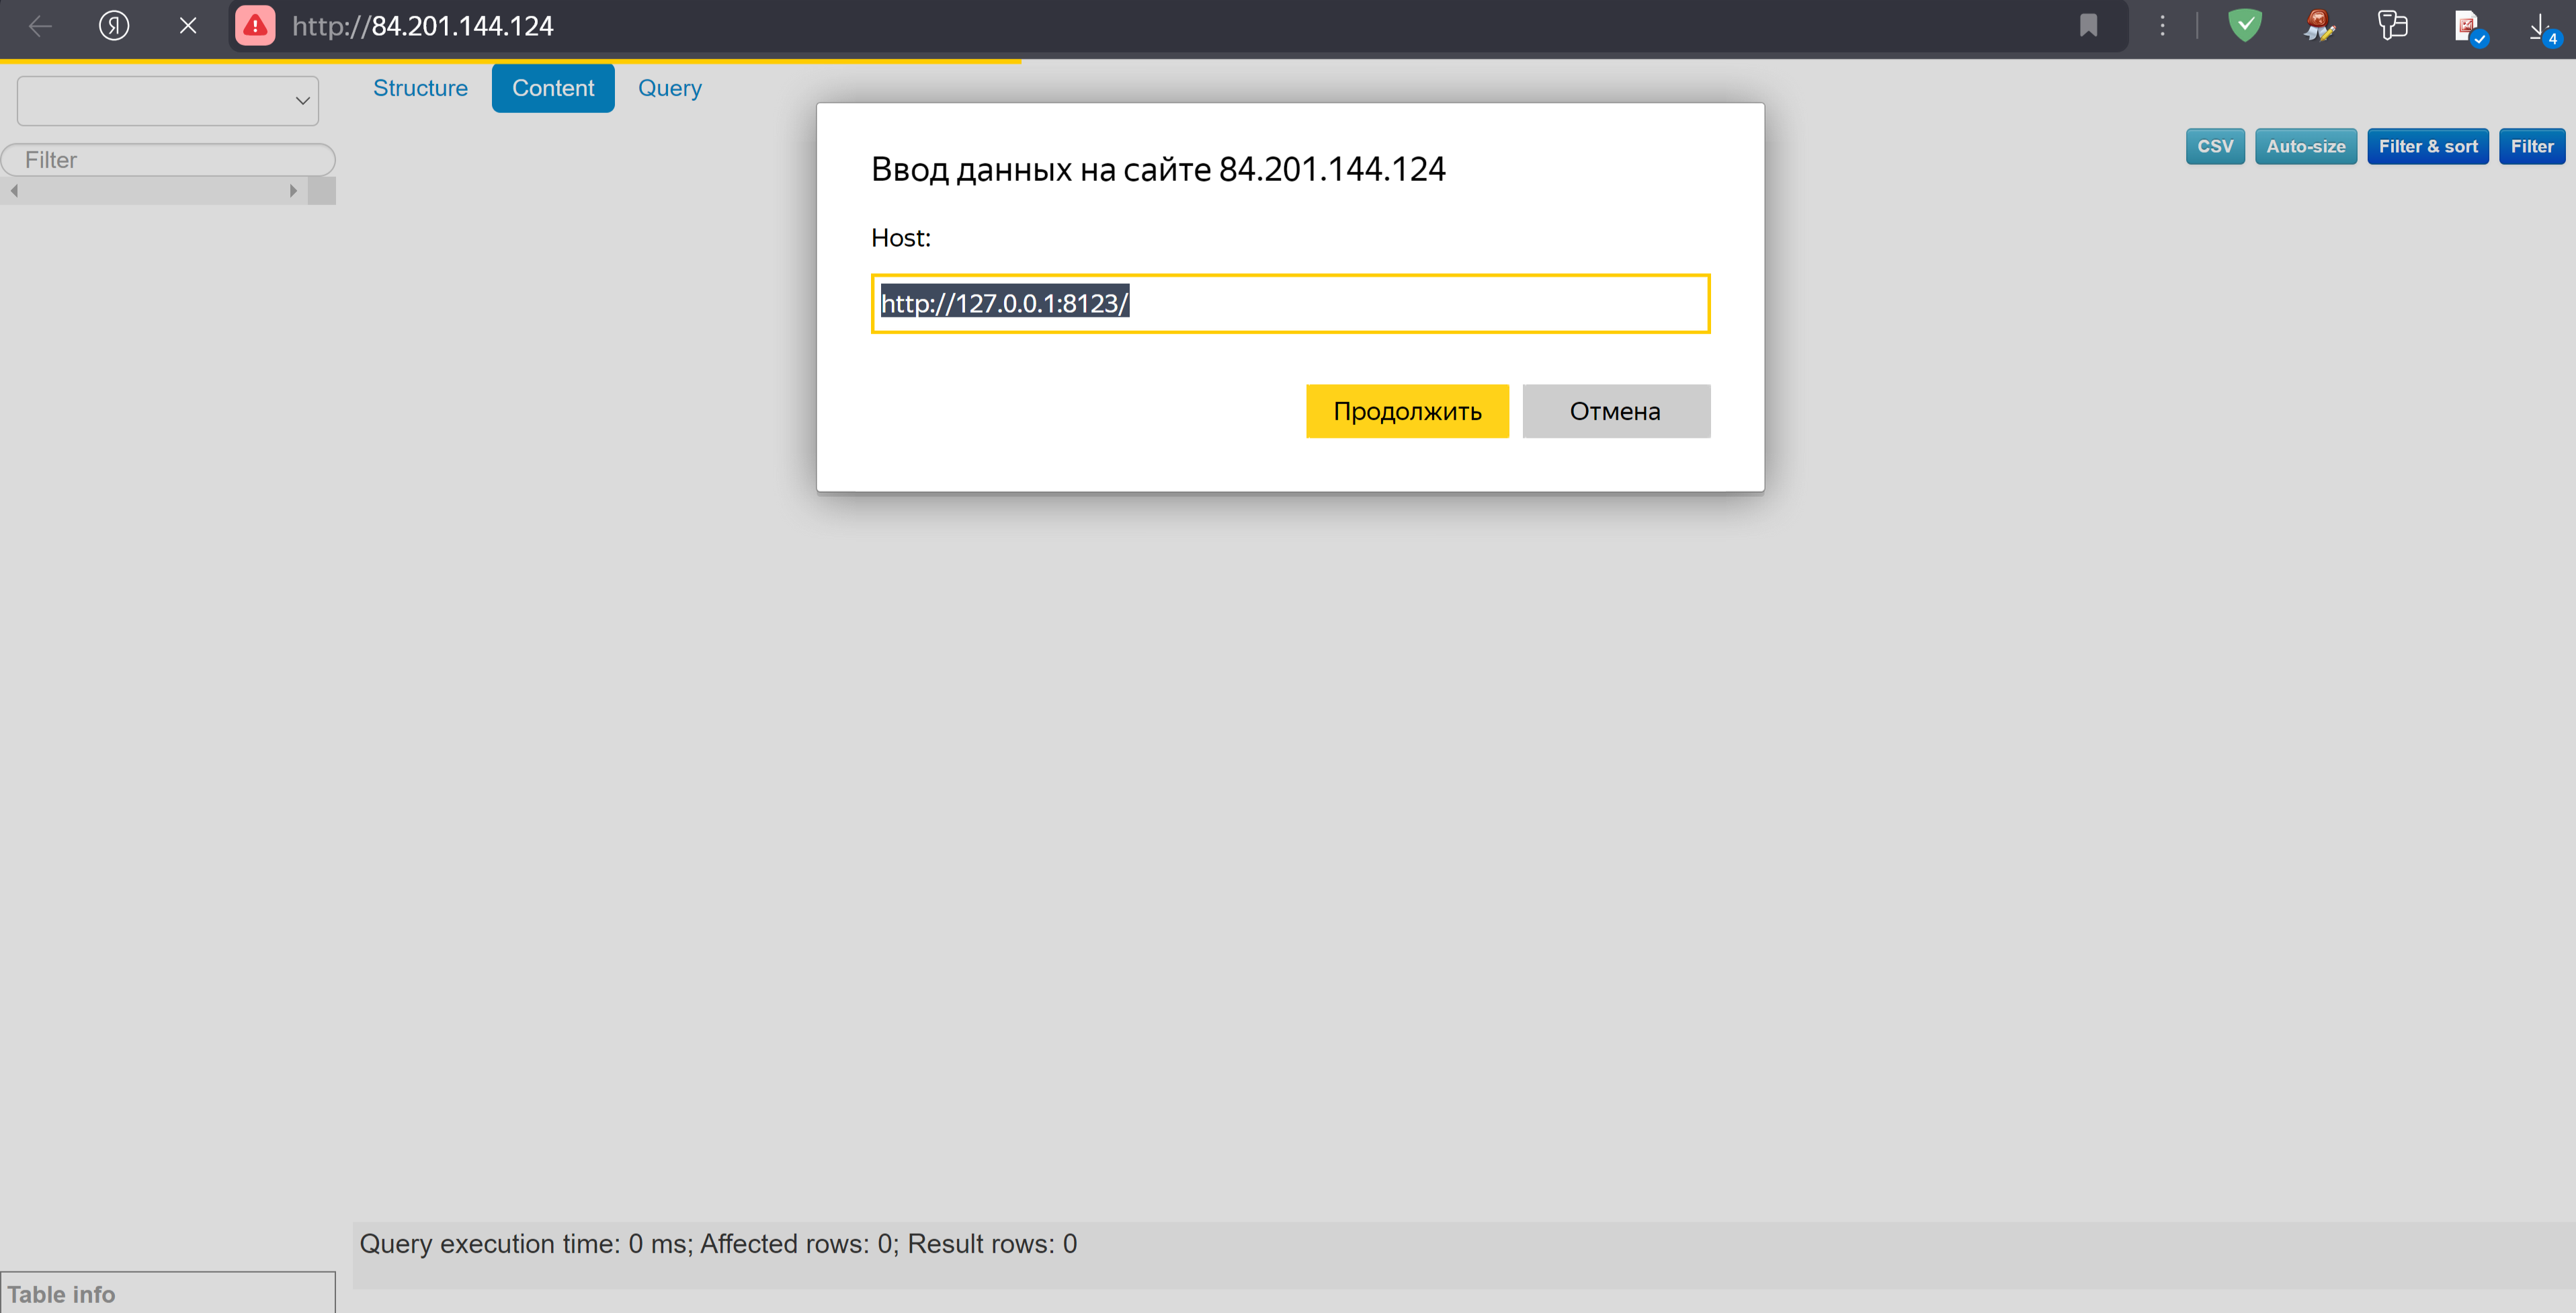 http://84.201.144.124
4
Structure Content Query
Filter
CSV Auto-size Filter & sort Filter
Ввод данных на сайте 84.201.144.124
Host:
http://127.0.0.1:8123/
Продолжить Отмена
Query execution time: 0 ms; Affected rows: 0; Result rows: 0
Table info